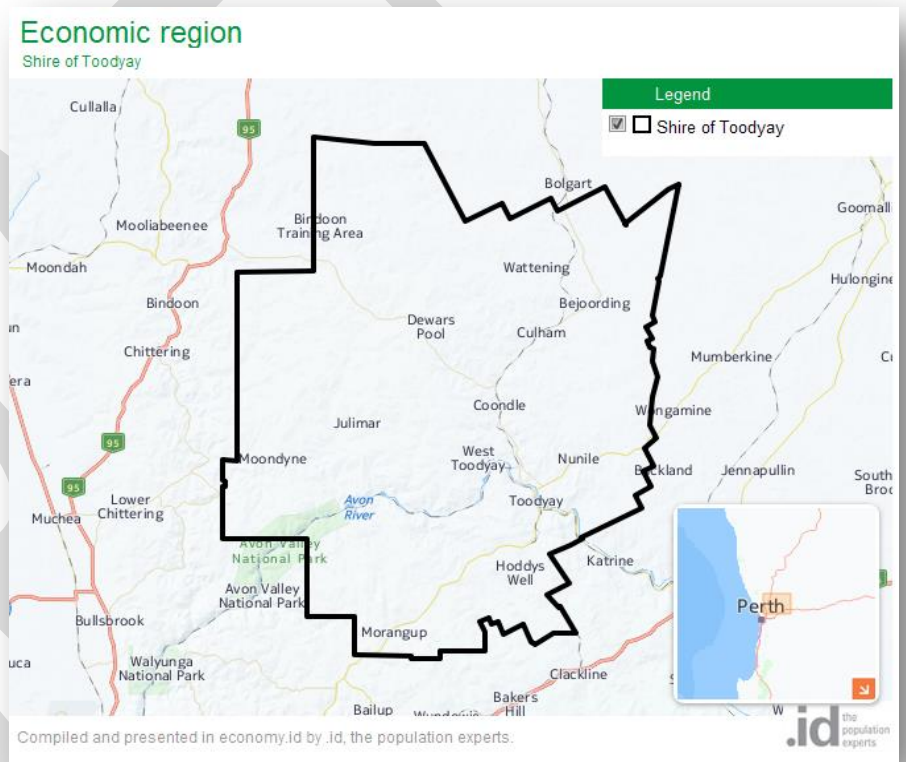 Economic region
Shire of Toodyay
Legend
Shire of Toodyay
Cullalla
95
Bolgart
Goomall
Mooliabeenee
Bindoon
Training Area
Moondah
Wattening
Hulongine
Bindoon
Bejoording
Dewars
Pool
Culham
un
Chittering
Mumberkine
era
Coondle
Wongamine
Julimar
95
West
Toodyay
Nunile
Moondyne
Buckland
Jennapullin
South
Broc
95
Lower
Chittering
Avon
River
Toodyay
Muchea
Avon Valley
National Park
Hoddys
Well
Katrine
Avon Valley
National Park
Perth
Bullsbrook
Morangup
uca
Walyunga
National Park
Clackline
Bakers
Hill
Bailup
W
Compiled and presented in economy.id by .id, the population experts.
.id the
population
experts